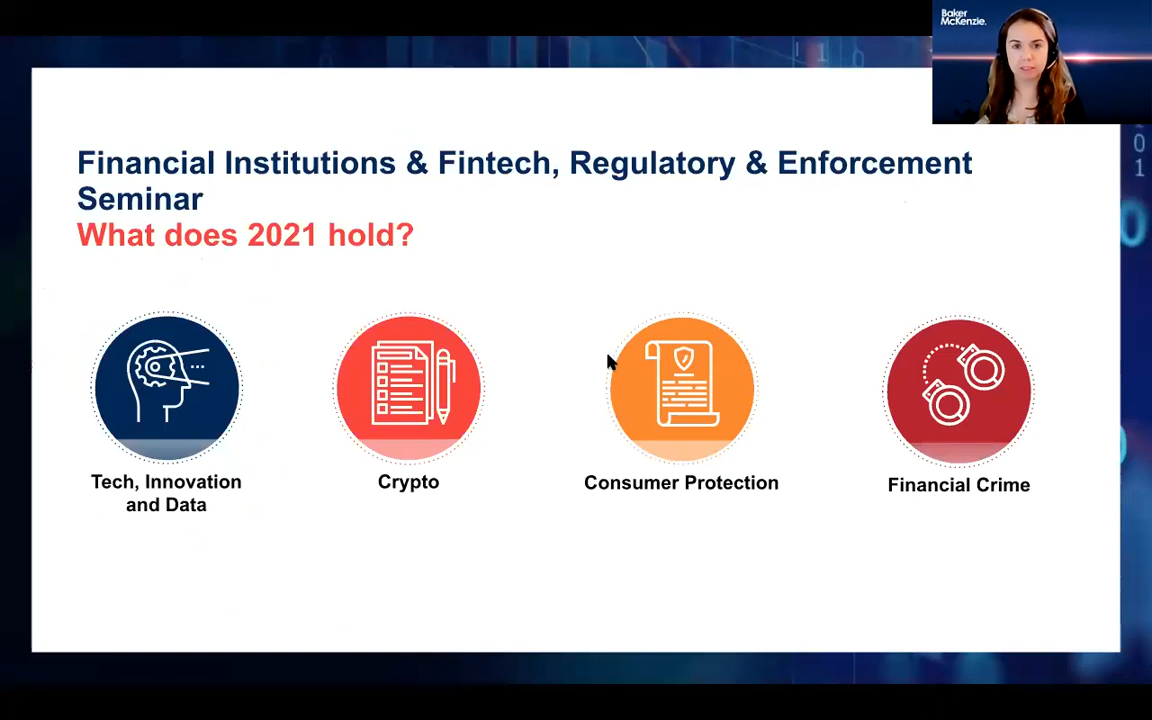 Baker
McKenzie.
Financial Institutions & Fintech, Regulatory & Enforcement
Seminar
What does 2021 hold?
Tech, Innovation
and Data
Crypto
Consumer Protection
Financial Crime